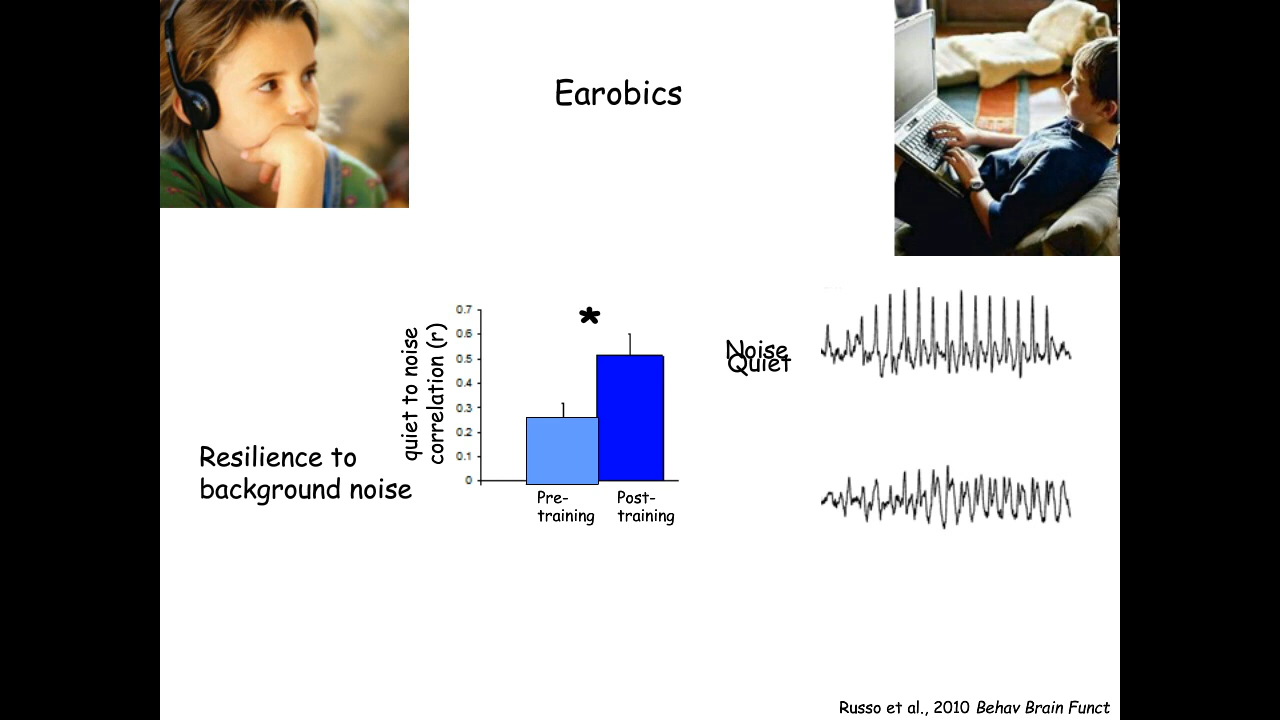 Earobics
quiet to noise
correlation (r)
0.7
0.6
0.5
0.4
0.3
0.2
0.1
0
*
Pre-
training
Post-
training
Noise
Quiet
Resilience to
background noise
Russo et al., 2010 Behav Brain Funct